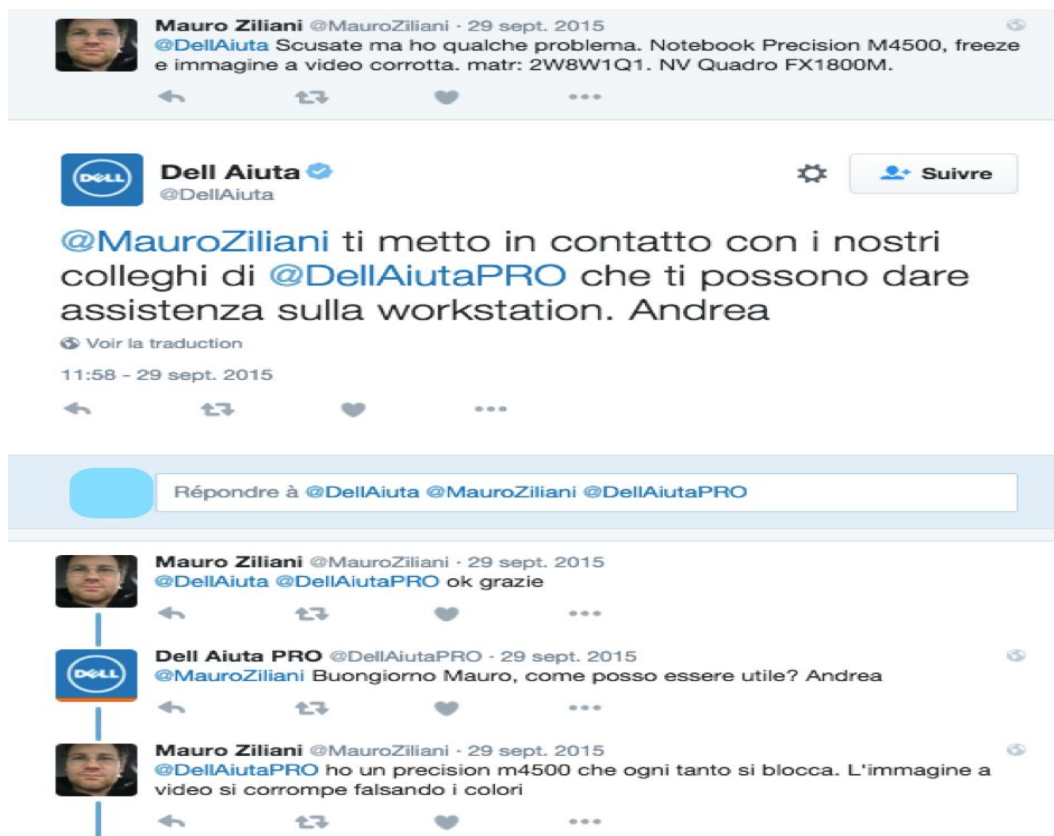 Mauro Ziliani @MauroZiliani · 29 sept. 2015
@DellAiuta Scusate ma ho qualche problema. Notebook Precision M4500, freeze
e immagine a video corrotta. matr: 2W8W1Q1. NV Quadro FX1800M.
DELL
Dell Aiuta
Suivre
@DellAiuta
@MauroZiliani ti metto in contatto con i nostri
colleghi di @DellAiutaPRO che ti possono dare
assistenza sulla workstation. Andrea
Voir la traduction
11:58 - 29 sept. 2015
Répondre à @DellAiuta @MauroZiliani @DellAiutaPRO
Mauro Ziliani @MauroZiliani · 29 sept. 2015
@DellAiuta @DellAiutaPRO ok grazie
Dell Aiuta PRO @DellAiutaPRO · 29 sept. 2015
DELL
@MauroZiliani Buongiorno Mauro, come posso essere utile? Andrea
Mauro Ziliani @MauroZiliani · 29 sept. 2015
@DellAiutaPRO ho un precision m4500 che ogni tanto si blocca. L'immagine a
video si corrompe falsando i colori